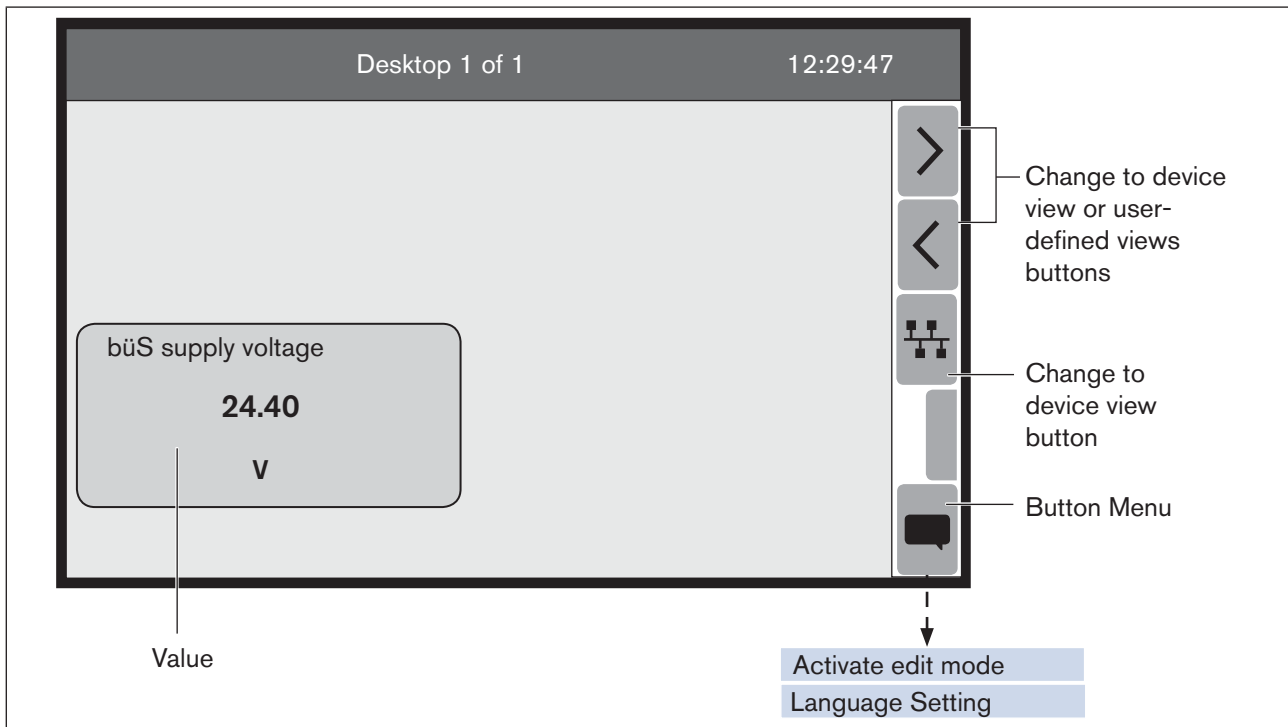 Desktop 1 of 1
12:29:47
Change to device
view or user-
defined views
buttons
büS supply voltage
24.40
V
Change to
device view
button
Button Menu
Value
Activate edit mode
Language Setting